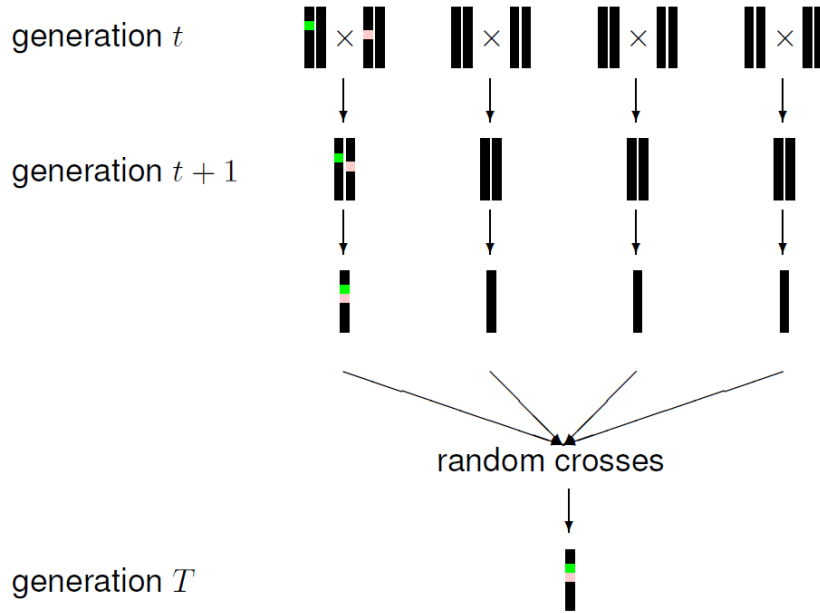 generation t × × × ×
generation t + 1
random crosses
generation T